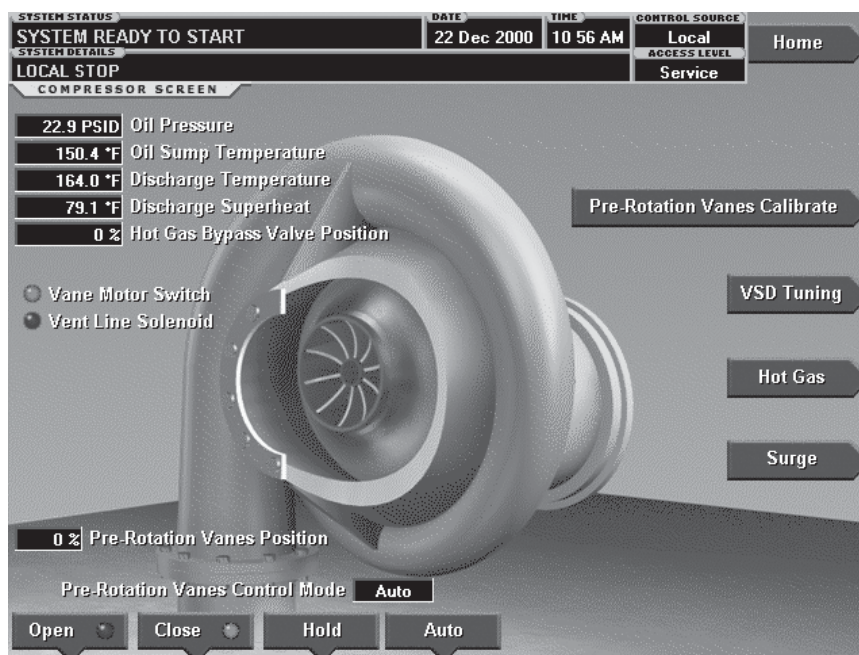 SYSTEM STATUS
SYSTEM READY TO START
DATE
22 Dec 2000
TIME
10 56 AM
CONTROL SOURCE
Local
Home
SYSTEM DETAILS
LOCAL STOP
ACCESS LEVEL
Service
COMPRESSOR SCREEN
22.9 PSID Oil Pressure
150.4 °F Oil Sump Temperature
164.0 °F Discharge Temperature
79.1 °F Discharge Superheat
0 % Hot Gas Bypass Valve Position
Pre-Rotation Vanes Calibrate
Vane Motor Switch
Vent Line Solenoid
VSD Tuning
Hot Gas
Surge
0 % Pre-Rotation Vanes Position
Pre-Rotation Vanes Control Mode Auto
Open Close Hold Auto